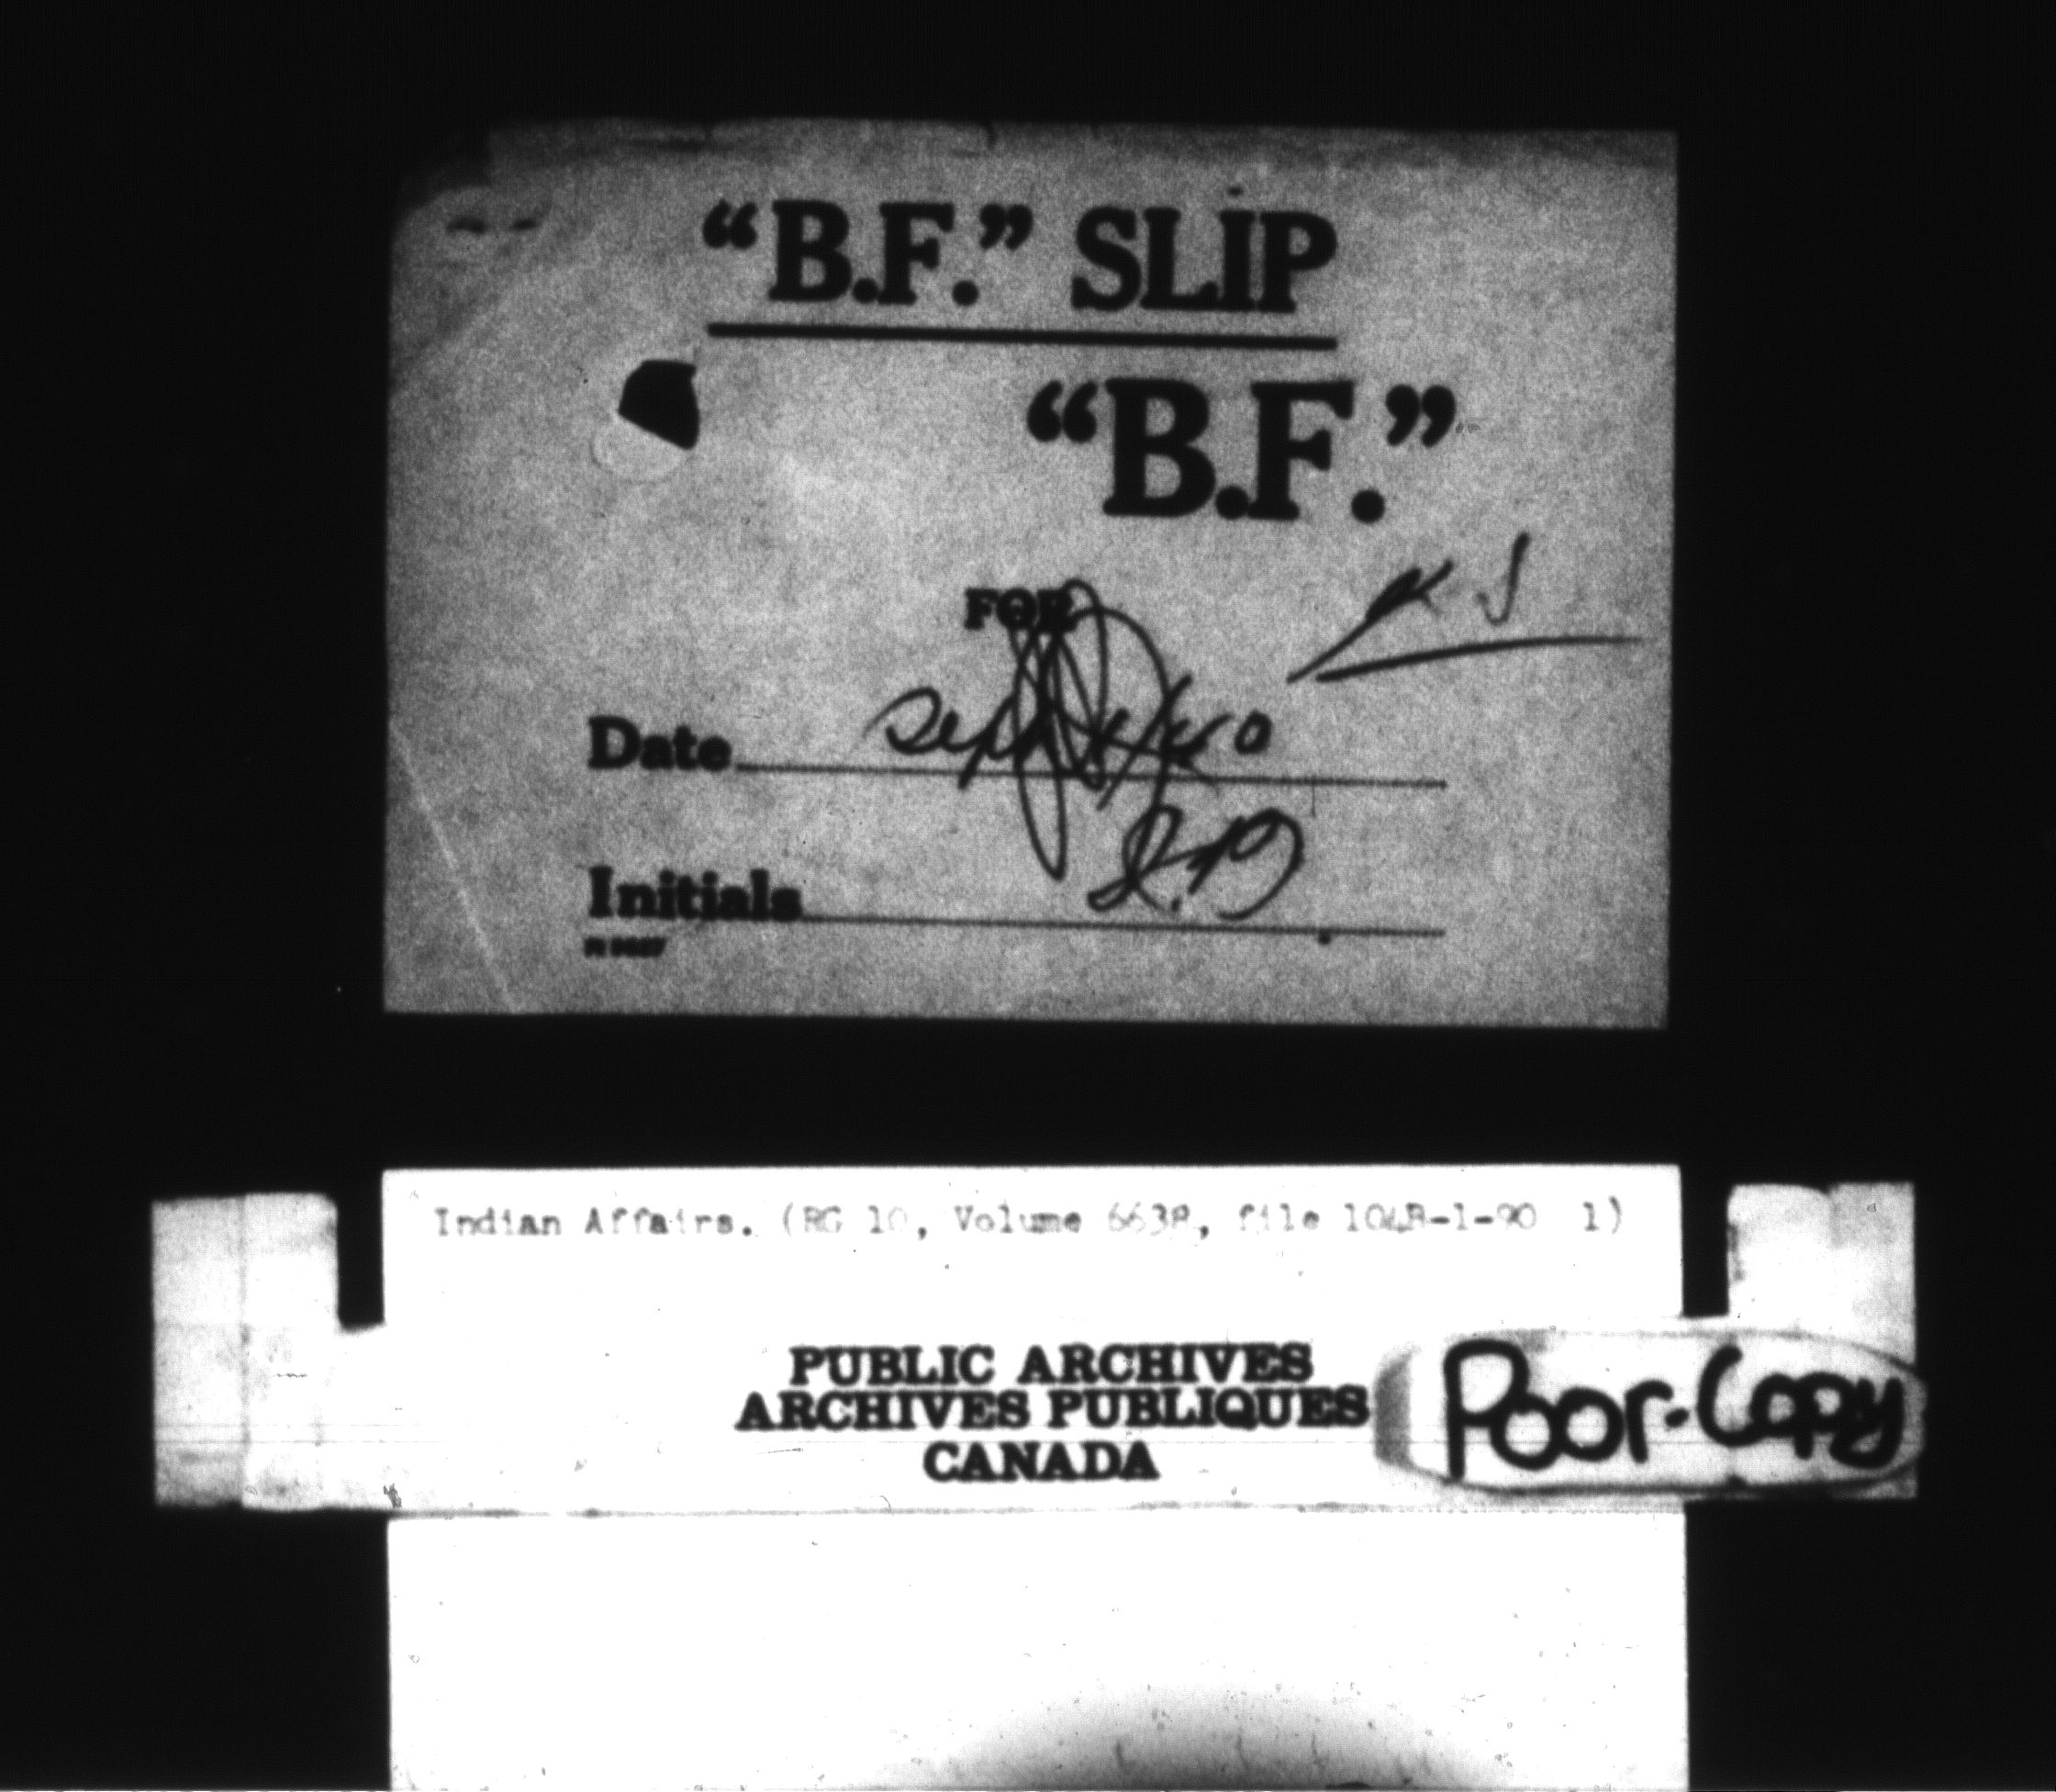 “B.F.” SLIP
“B.F.”
FOR
Date
Initials
Indian Affairs. (RG 10, Volume 6638, file 104B-1-90 1)
PUBLIC ARCHIVES
ARCHIVES PUBLIQUES
CANADA
Poor-Copy